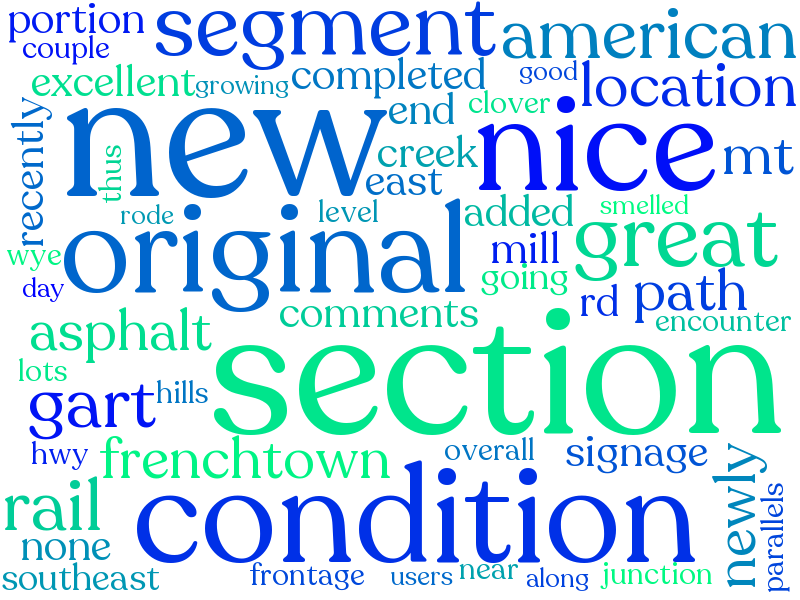 portion
segment
american
couple
excellent
growing
completed
good
location
recently
new
end
clover
nice
thus
creek
mt
east
rode
level
added
smelled
original
mill
great
wye
going
day
rd
path
comments
encounter
asphalt
section
lots
gart
hills
hwy
frenchtown
overall
signage
newly
condition
rail
parallels
none
southeast
frontage
users
near
along
junction